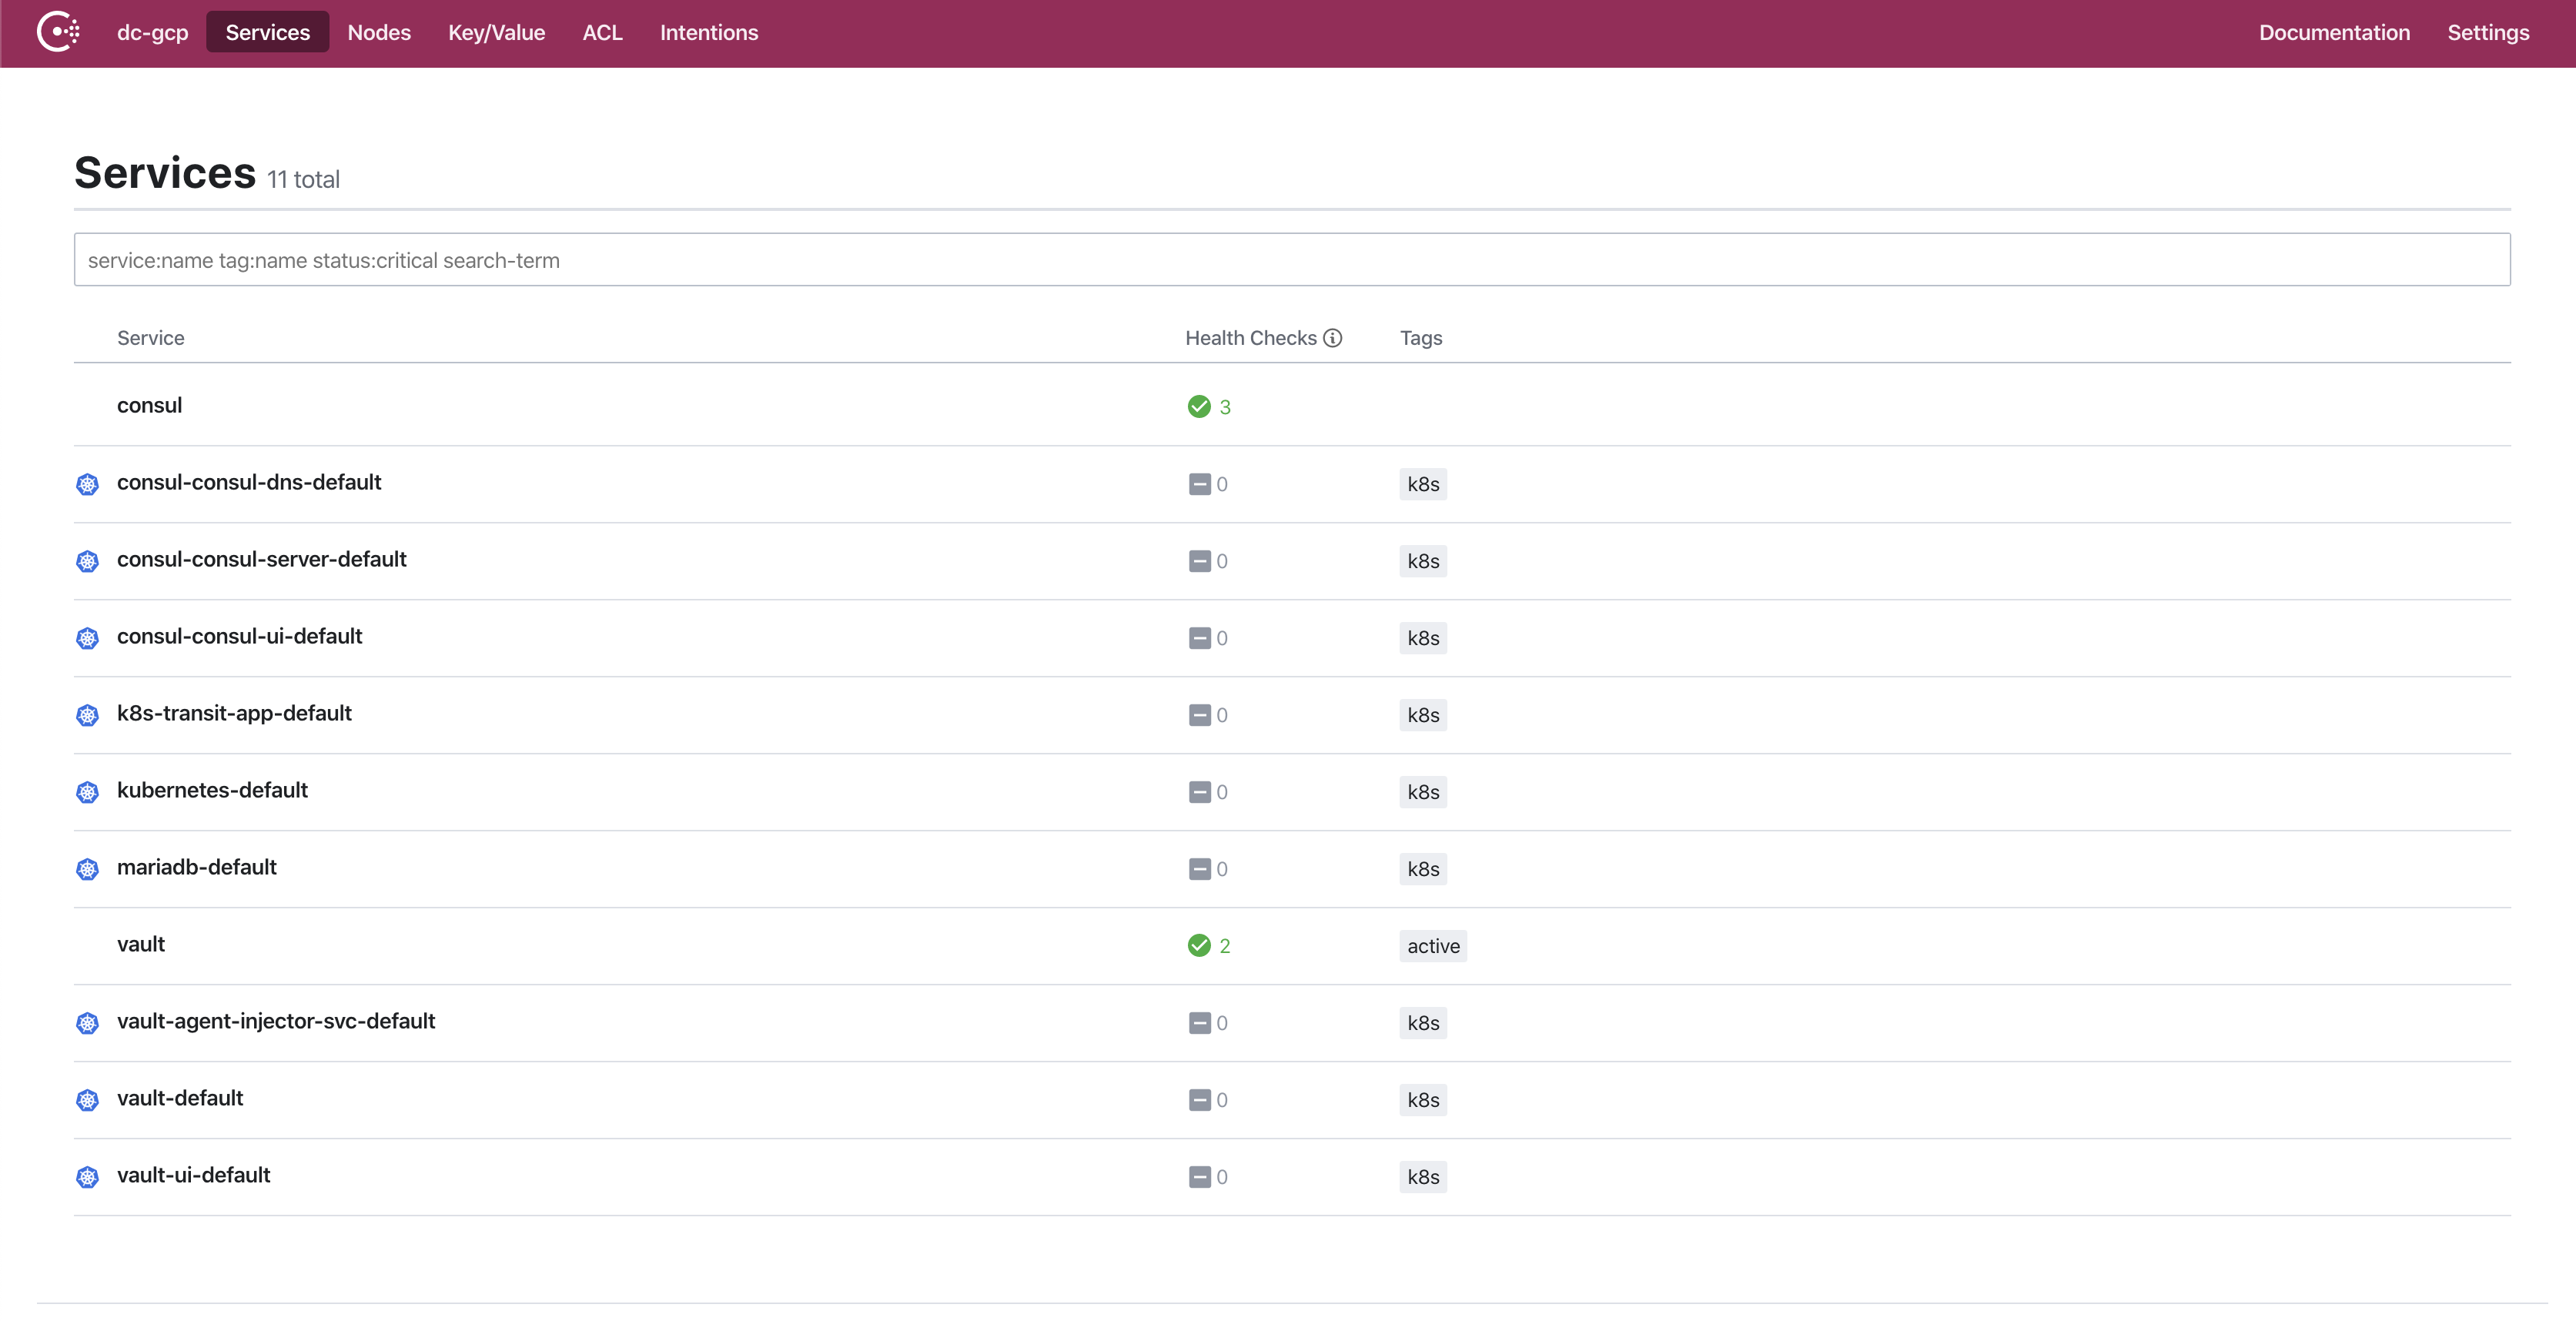 dc-gcp Services Nodes Key/Value ACL Intentions Documentation Settings
Services 11 total
service:name tag:name status:critical search-term
Service Health Checks Tags
consul 3
consul-consul-dns-default 0 k8s
consul-consul-server-default 0 k8s
consul-consul-ui-default 0 k8s
k8s-transit-app-default 0 k8s
kubernetes-default 0 k8s
mariadb-default 0 k8s
vault 2 active
vault-agent-injector-svc-default 0 k8s
vault-default 0 k8s
vault-ui-default 0 k8s